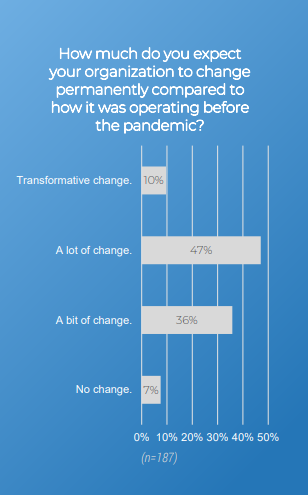 How much do you expect
your organization to change
permanently compared to
how it was operating before
the pandemic?
Transformative change. 10%
A lot of change. 47%
A bit of change. 36%
No change. 7%
0% 10% 20% 30% 40% 50%
(n=187)